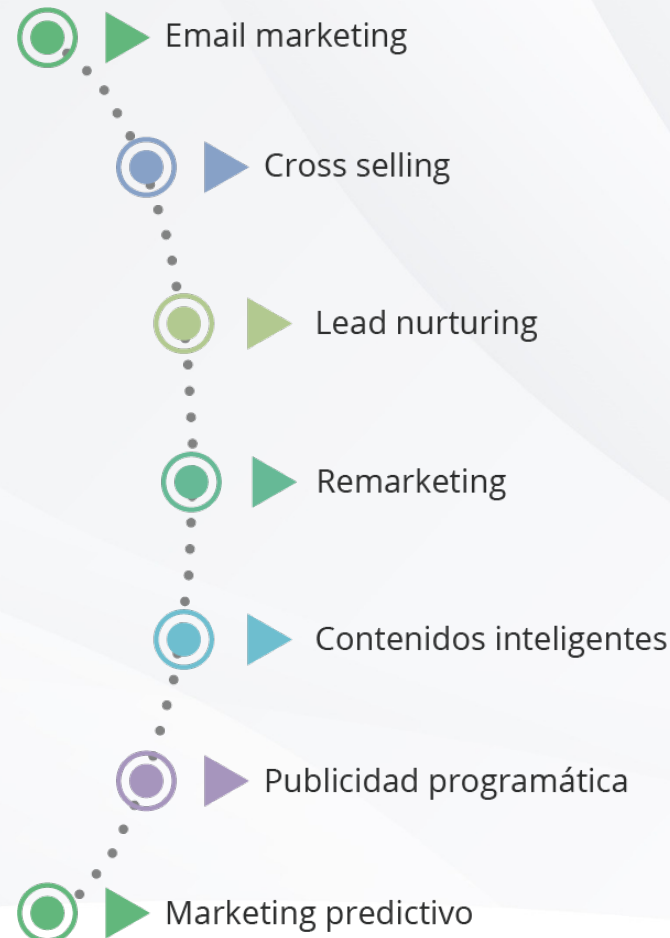 Email marketing
Cross selling
Lead nurturing
Remarketing
Contenidos inteligentes
Publicidad programática
Marketing predictivo